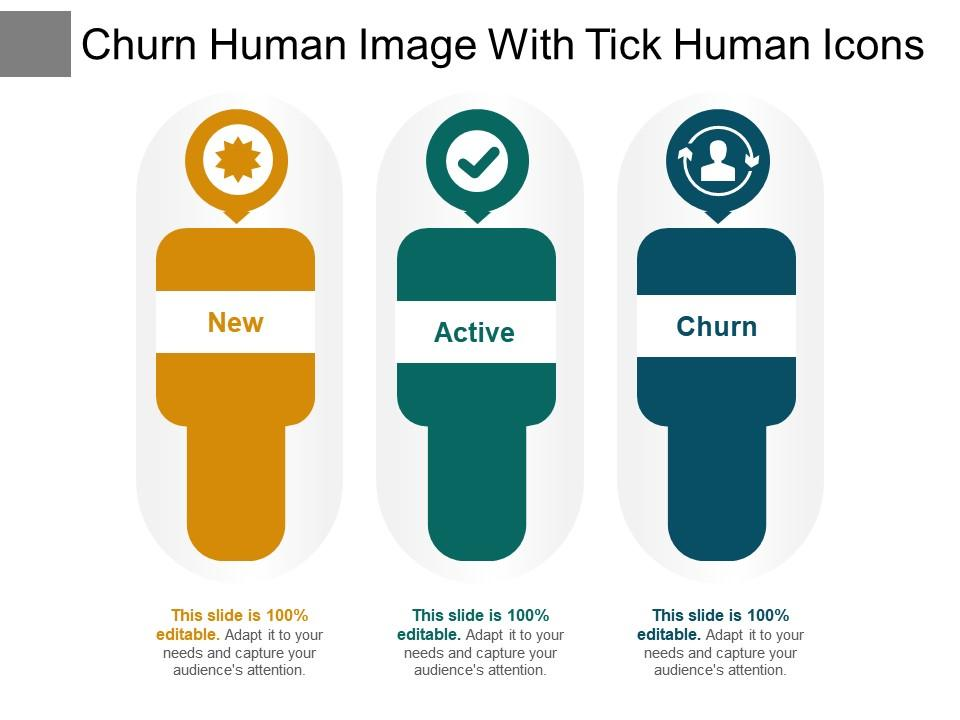 Churn Human Image With Tick Human Icons
New
Active
Churn
This slide is 100%
editable. Adapt it to your
needs and capture your
audience's attention.
This slide is 100%
editable. Adapt it to your
needs and capture your
audience's attention.
This slide is 100%
editable. Adapt it to your
needs and capture your
audience's attention.